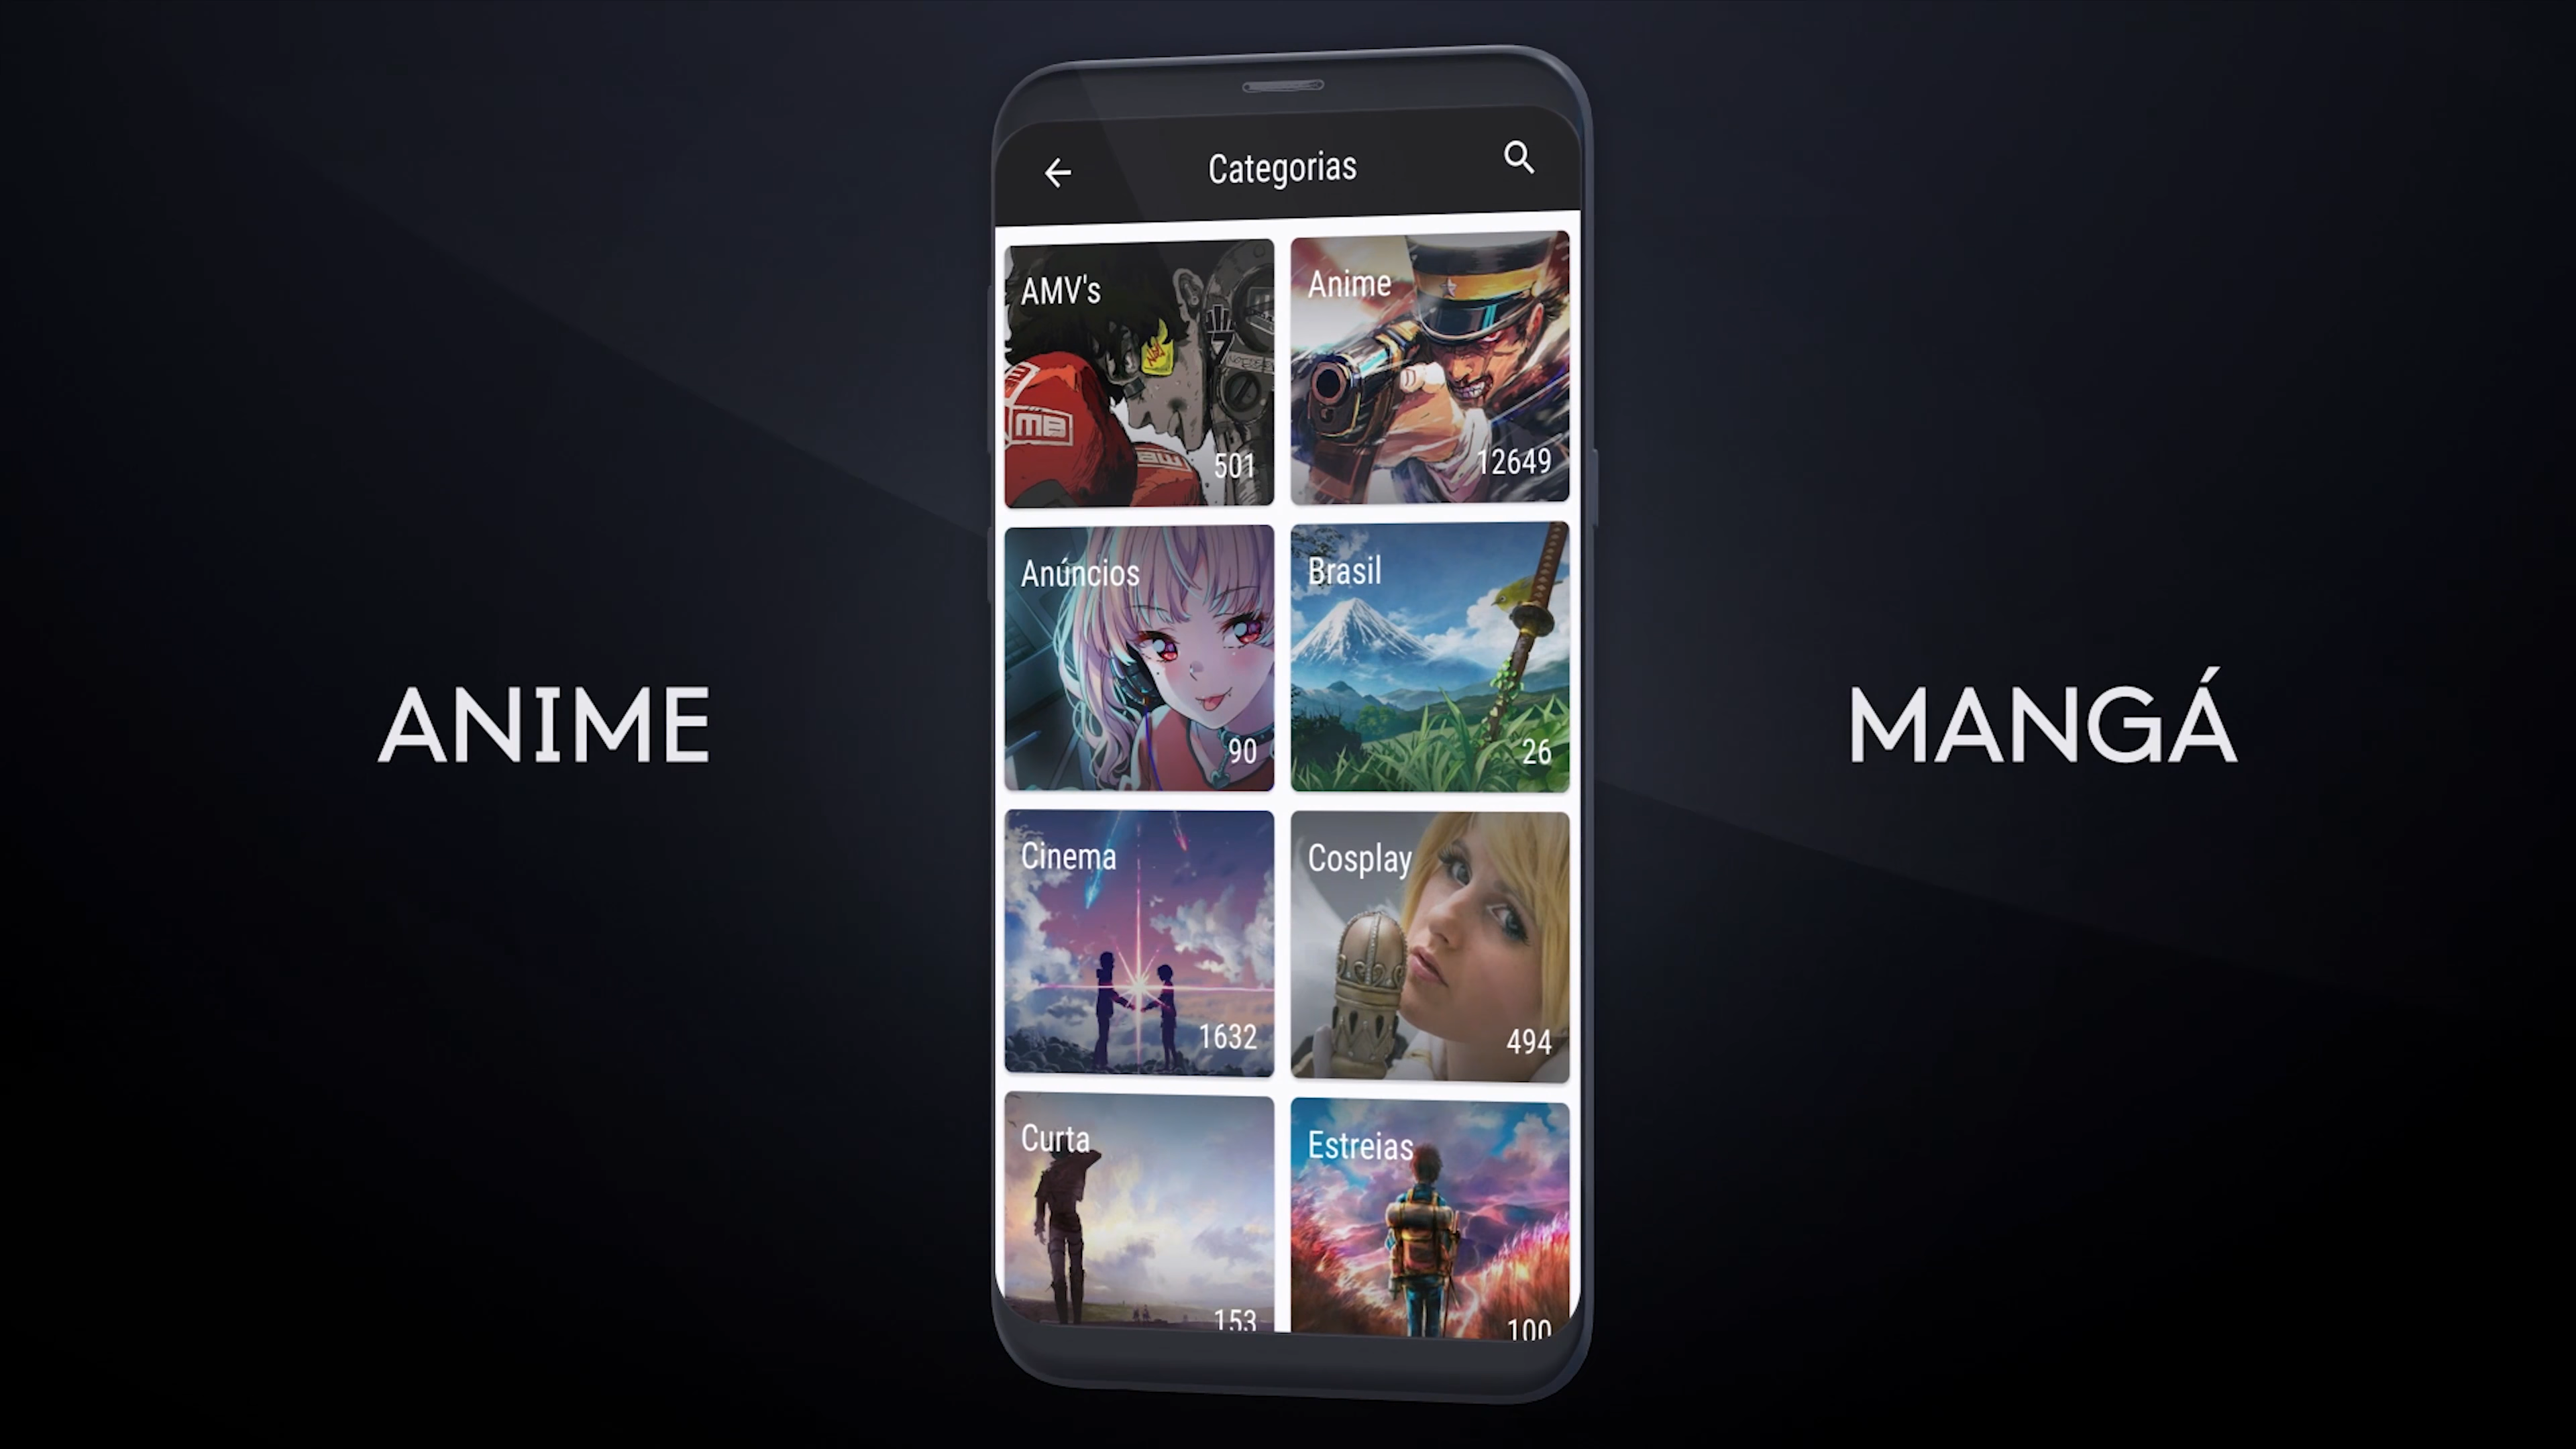 Categorias
AMV's
501
Anime
12649
Anúncios
90
Brasil
26
ANIME
MANGÁ
Cinema
1632
Cosplay
494
Curta
153
Estreias
100